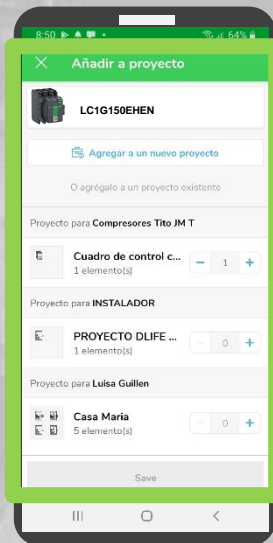 8:50
64%
Añadir a proyecto
LC1G150EHEN
Agregar a un nuevo proyecto
O agrégalo a un proyecto existente
Proyecto para Compresores Tito JM T
Cuadro de control c...
1 elemento(s)
1
Proyecto para INSTALADOR
PROYECTO DLIFE ...
1 elemento(s)
0
Proyecto para Luisa Guillen
Casa Maria
5 elemento(s)
0
Save